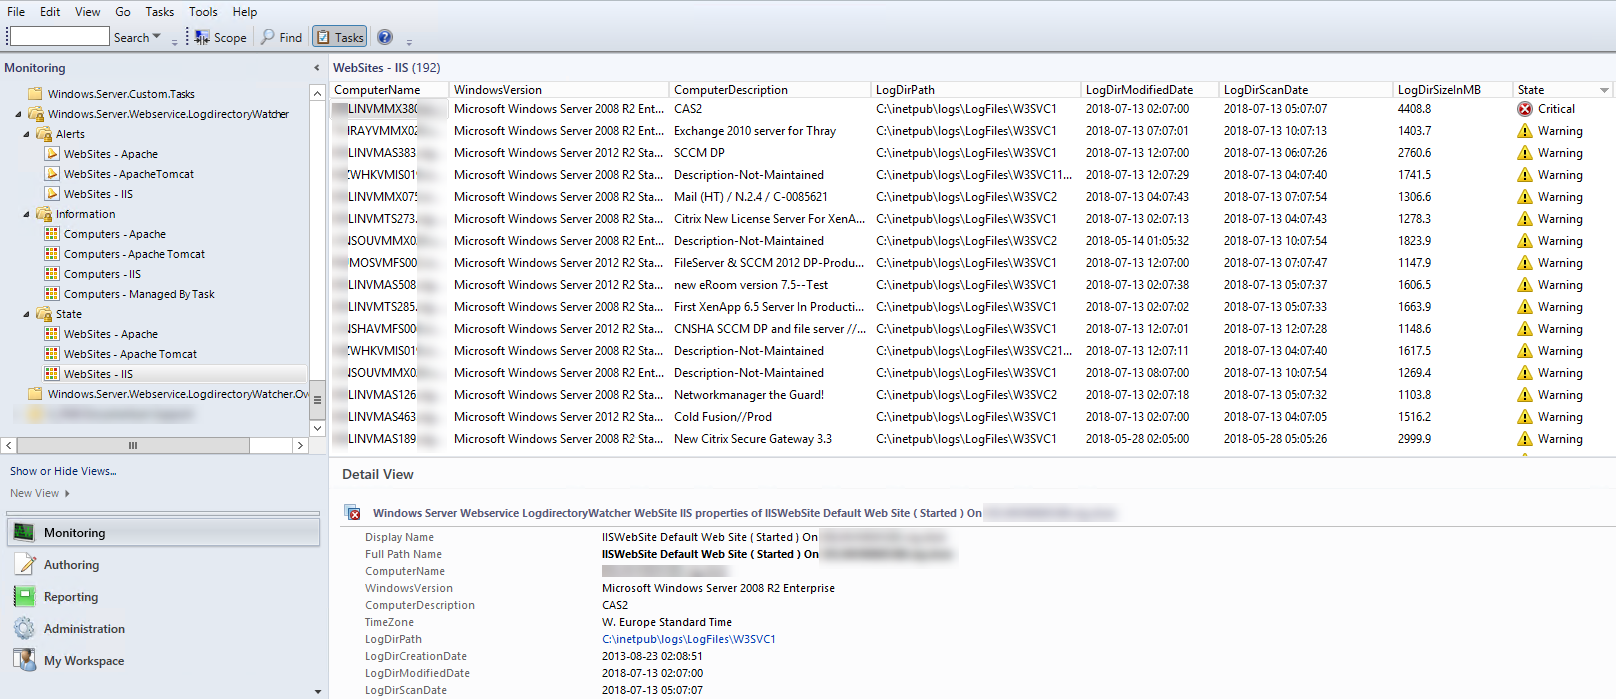 File Edit View Go Tasks Tools Help
Search Scope Find Tasks
Monitoring
Windows.Server.Custom.Tasks
Windows.Server.Webservice.LogdirectoryWatcher
Alerts
WebSites - Apache
WebSites - ApacheTomcat
WebSites - IIS
Information
Computers - Apache
Computers - Apache Tomcat
Computers - IIS
Computers - Managed By Task
State
WebSites - Apache
WebSites - Apache Tomcat
WebSites - IIS
Windows.Server.Webservice.LogdirectoryWatcher.Ow
Show or Hide Views...
New View
Monitoring
Authoring
Reporting
Administration
My Workspace
WebSites - IIS (192)
ComputerName WindowsVersion ComputerDescription LogDirPath LogDirModifiedDate LogDirScanDate LogDirSizeInMB State
LINVMMX380 Microsoft Windows Server 2008 R2 Ent... CAS2 C:\inetpub\logs\LogFiles\W3SVC1 2018-07-13 02:07:00 2018-07-13 05:07:07 4408.8 Critical
IRAYVMMX02 Microsoft Windows Server 2008 R2 Ent... Exchange 2010 server for Thray C:\inetpub\logs\LogFiles\W3SVC1 2018-07-13 07:07:01 2018-07-13 10:07:13 1403.7 Warning
LINVMAS383 Microsoft Windows Server 2012 R2 Sta... SCCM DP C:\inetpub\logs\LogFiles\W3SVC1 2018-07-13 12:07:00 2018-07-13 06:07:26 2760.6 Warning
ZWHKVMIS019 Microsoft Windows Server 2008 R2 Sta... Description-Not-Maintained C:\inetpub\logs\LogFiles\W3SVC11... 2018-07-13 12:07:29 2018-07-13 04:07:40 1741.5 Warning
LINVMMX075 Microsoft Windows Server 2008 R2 Sta... Mail (HT) / N.2.4 / C-0085621 C:\inetpub\logs\LogFiles\W3SVC2 2018-07-13 04:07:43 2018-07-13 07:07:54 1306.6 Warning
LINVMTS273. Microsoft Windows Server 2008 R2 Sta... Citrix New License Server For XenA... C:\inetpub\logs\LogFiles\W3SVC1 2018-07-13 02:07:13 2018-07-13 04:07:43 1278.3 Warning
NSOUVMMX0 Microsoft Windows Server 2008 R2 Ent... Description-Not-Maintained C:\inetpub\logs\LogFiles\W3SVC2 2018-05-14 01:05:32 2018-07-13 10:07:54 1823.9 Warning
MOSVMFS00 Microsoft Windows Server 2012 R2 Sta... FileServer & SCCM 2012 DP-Produ... C:\inetpub\logs\LogFiles\W3SVC1 2018-07-13 12:07:00 2018-07-13 07:07:47 1147.9 Warning
LINVMAS508 Microsoft Windows Server 2012 R2 Sta... new eRoom version 7.5--Test C:\inetpub\logs\LogFiles\W3SVC1 2018-07-13 02:07:38 2018-07-13 05:07:37 1606.5 Warning
LINVMTS285. Microsoft Windows Server 2008 R2 Sta... First XenApp 6.5 Server In Producti... C:\inetpub\logs\LogFiles\W3SVC1 2018-07-13 02:07:02 2018-07-13 05:07:33 1663.9 Warning
NSHAVMFS00 Microsoft Windows Server 2012 R2 Sta... CNSHA SCCM DP and file server //... C:\inetpub\logs\LogFiles\W3SVC1 2018-07-13 12:07:01 2018-07-13 12:07:28 1148.6 Warning
ZWHKVMIS019 Microsoft Windows Server 2008 R2 Sta... Description-Not-Maintained C:\inetpub\logs\LogFiles\W3SVC21... 2018-07-13 12:07:11 2018-07-13 04:07:40 1617.5 Warning
NSOUVMMX0 Microsoft Windows Server 2008 R2 Ent... Description-Not-Maintained C:\inetpub\logs\LogFiles\W3SVC1 2018-07-13 08:07:00 2018-07-13 10:07:54 1269.4 Warning
LINVMAS126 Microsoft Windows Server 2008 R2 Sta... Networkmanager the Guard! C:\inetpub\logs\LogFiles\W3SVC2 2018-07-13 02:07:18 2018-07-13 05:07:32 1103.8 Warning
LINVMAS463 Microsoft Windows Server 2012 R2 Sta... Cold Fusion//Prod C:\inetpub\logs\LogFiles\W3SVC1 2018-07-13 02:07:00 2018-07-13 04:07:05 1516.2 Warning
LINVMAS189 Microsoft Windows Server 2008 R2 Sta... New Citrix Secure Gateway 3.3 C:\inetpub\logs\LogFiles\W3SVC1 2018-05-28 02:05:00 2018-05-28 05:05:26 2999.9 Warning
Detail View
Windows Server Webservice LogdirectoryWatcher WebSite IIS properties of IISWebSite Default Web Site ( Started ) On
Display Name IISWebSite Default Web Site ( Started ) On
Full Path Name IISWebSite Default Web Site ( Started ) On
ComputerName
WindowsVersion Microsoft Windows Server 2008 R2 Enterprise
ComputerDescription CAS2
TimeZone W. Europe Standard Time
LogDirPath C:\inetpub\logs\LogFiles\W3SVC1
LogDirCreationDate 2013-08-23 02:08:51
LogDirModifiedDate 2018-07-13 02:07:00
LogDirScanDate 2018-07-13 05:07:07